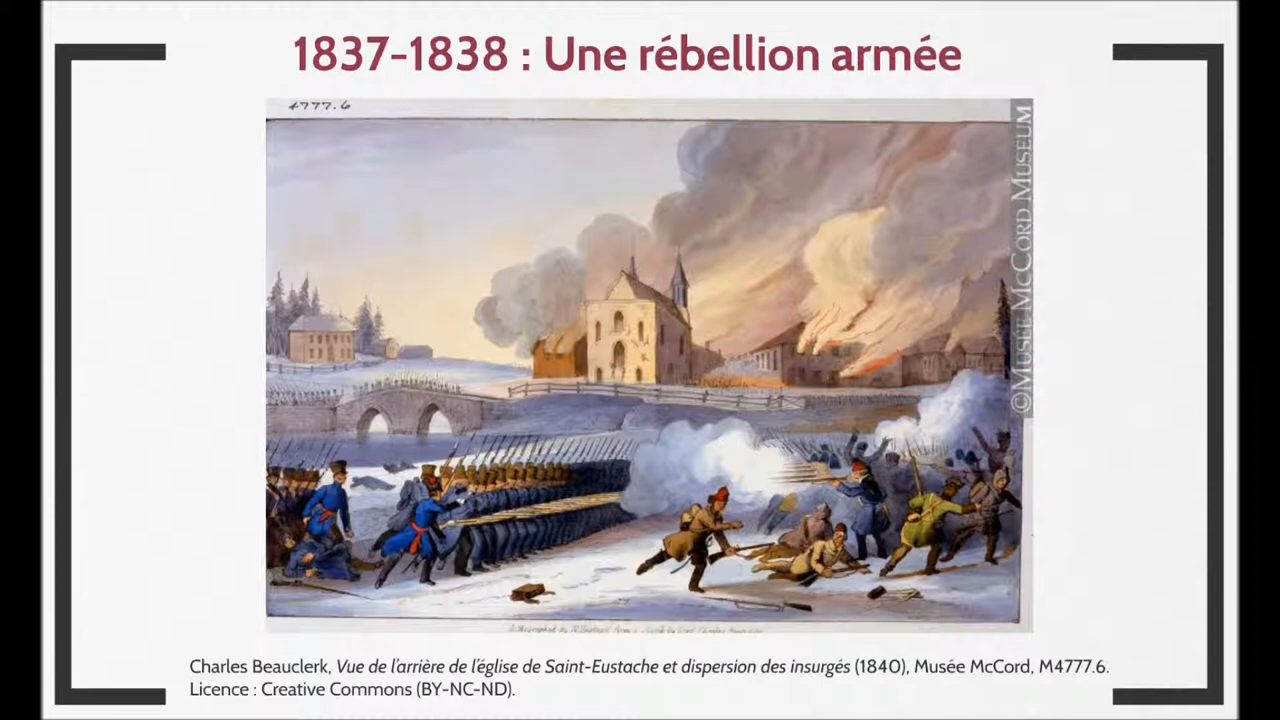 1837-1838 : Une rébellion armée
4777.6
©MUSÉE MCCORD MUSEUM
Charles Beauclerk, Vue de l'arrière de l'église de Saint-Eustache et dispersion des insurgés (1840), Musée McCord, M4777.6.
Licence : Creative Commons (BY-NC-ND).